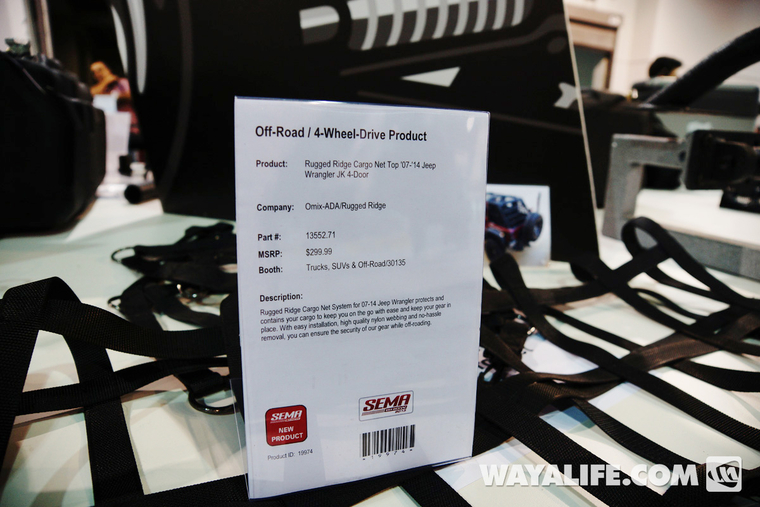 Off-Road / 4-Wheel-Drive Product
Product: Rugged Ridge Cargo Net Top '07-'14 Jeep
Wrangler JK 4-Door
Company: Omix-ADA/Rugged Ridge
Part #: 13552.71
MSRP: $299.99
Booth: Trucks, SUVs & Off-Road/30135
Description:
Rugged Ridge Cargo Net System for 07-14 Jeep Wrangler protects and
contains your cargo to keep you on the go with ease and keep your gear in
place. With easy installation, high quality nylon webbing and no-hassle
removal, you can ensure the security of our gear while off-roading.
SEMA
NEW
PRODUCT
Product ID: 19974
SEMA
WAYALIFE.COM